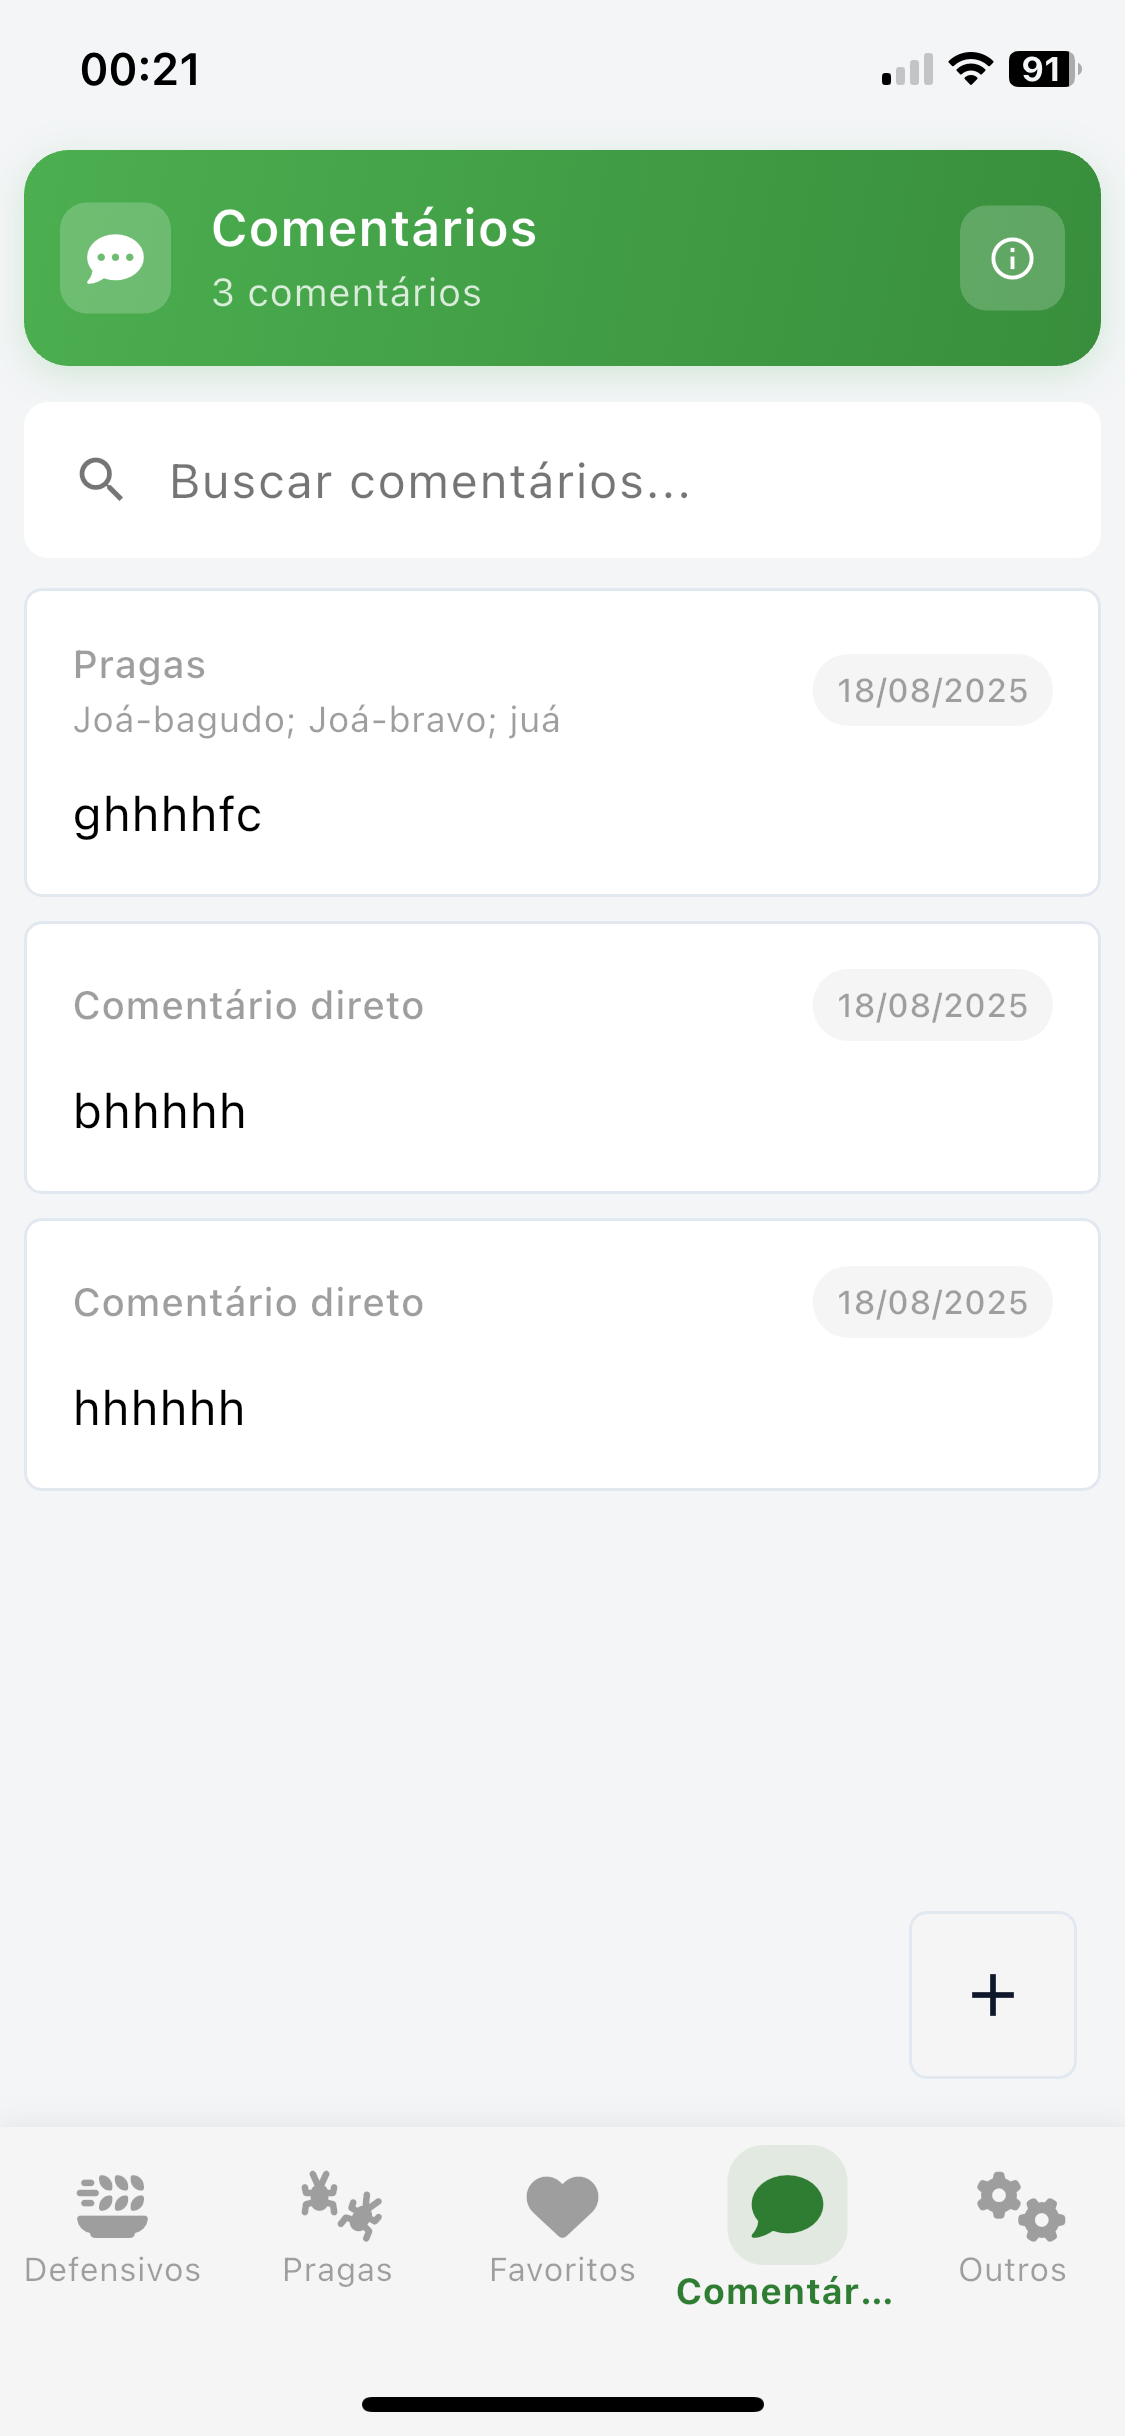 00:21
91
Comentários
3 comentários
Buscar comentários...
Pragas
18/08/2025
Joá-bagudo; Joá-bravo; juá
ghhhhfc
Comentário direto
18/08/2025
bhhhhh
Comentário direto
18/08/2025
hhhhhh
Defensivos
Pragas
Favoritos
Comentár...
Outros